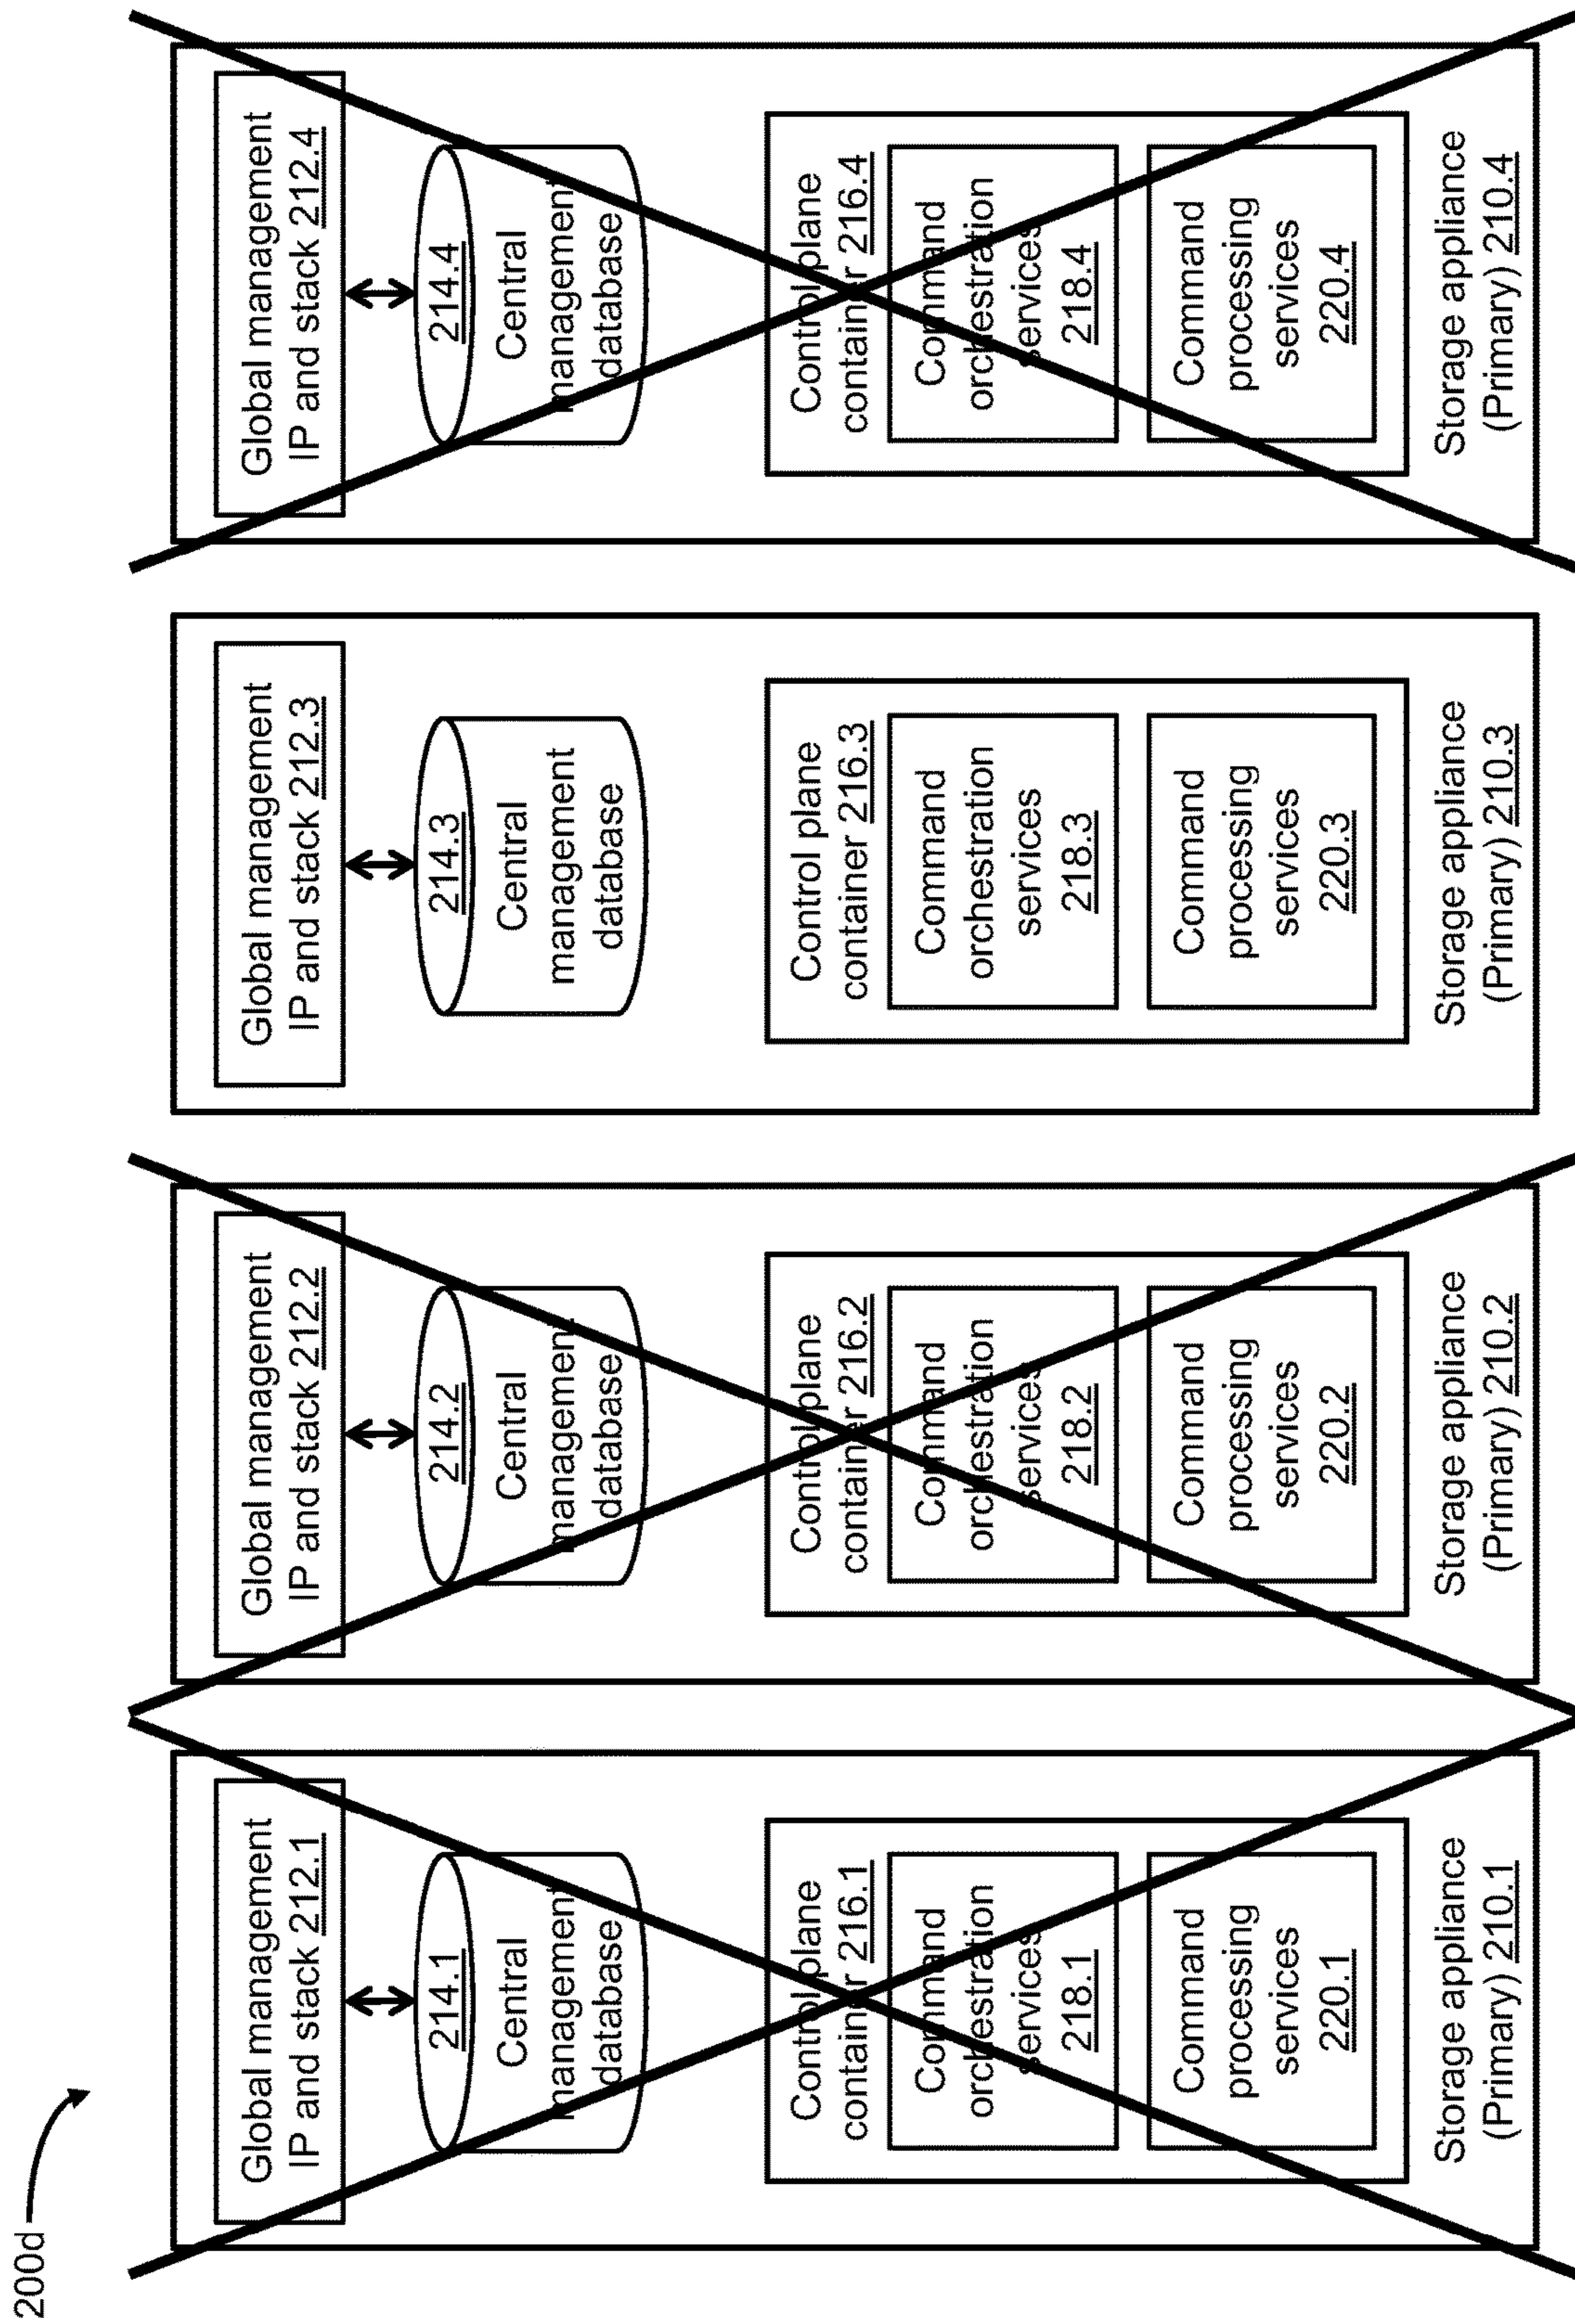 200d
Global management
IP and stack 212.1
214.1
Central
management
database
Control plane
container 216.1
Command
orchestration
services
218.1
Command
processing
services
220.1
Storage appliance
(Primary) 210.1
Global management
IP and stack 212.2
214.2
Central
management
database
Control plane
container 216.2
Command
orchestration
services
218.2
Command
processing
services
220.2
Storage appliance
(Primary) 210.2
Global management
IP and stack 212.3
214.3
Central
management
database
Control plane
container 216.3
Command
orchestration
services
218.3
Command
processing
services
220.3
Storage appliance
(Primary) 210.3
Global management
IP and stack 212.4
214.4
Central
management
database
Control plane
container 216.4
Command
orchestration
services
218.4
Command
processing
services
220.4
Storage appliance
(Primary) 210.4